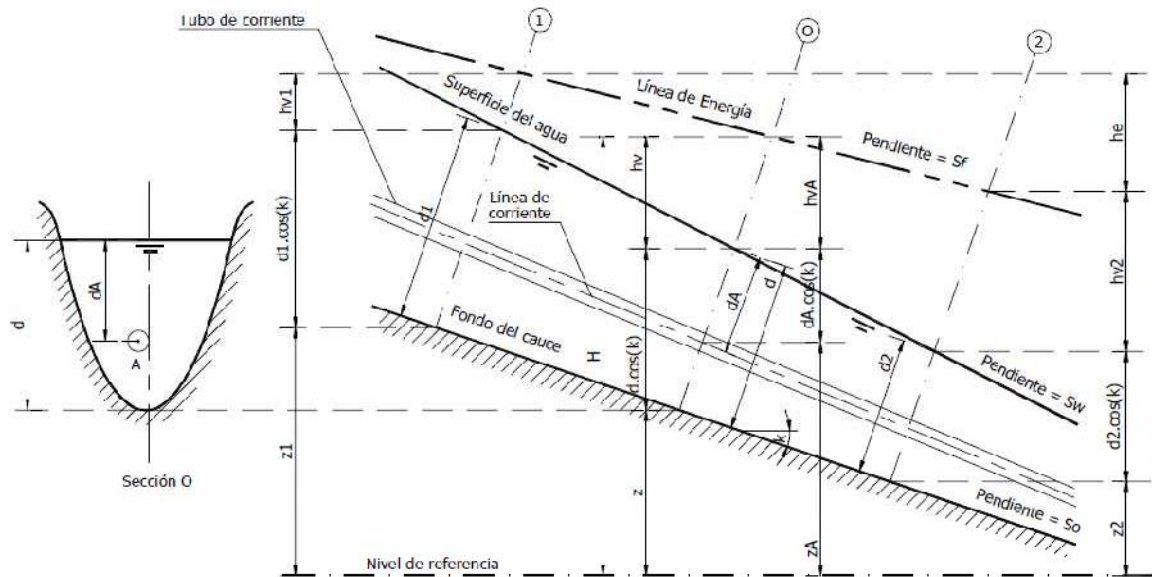 Tubo de corriente
1
O
2
Línea de Energía
Superficie del agua
Pendiente = Sf
hv1
hv
hvA
he
Línea de
corriente
d1
d1.cos(k)
hv2
dA
d
dA
d
dA.cos(k)
A
Fondo del cauce
H
d.cos(k)
d2
Pendiente = Sw
d2.cos(k)
k
z1
Sección O
z
zA
Pendiente = So
z2
Nivel de referencia